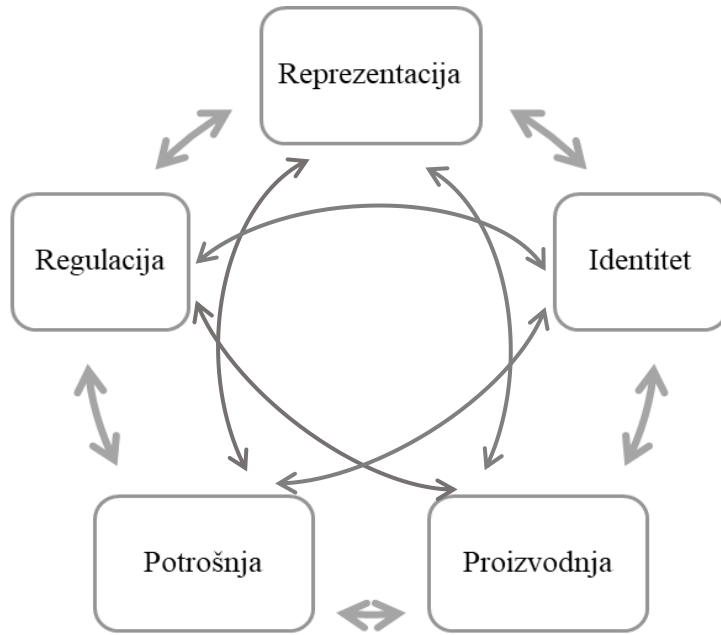 Reprezentacija
Regulacija
Identitet
Potrošnja
Proizvodnja